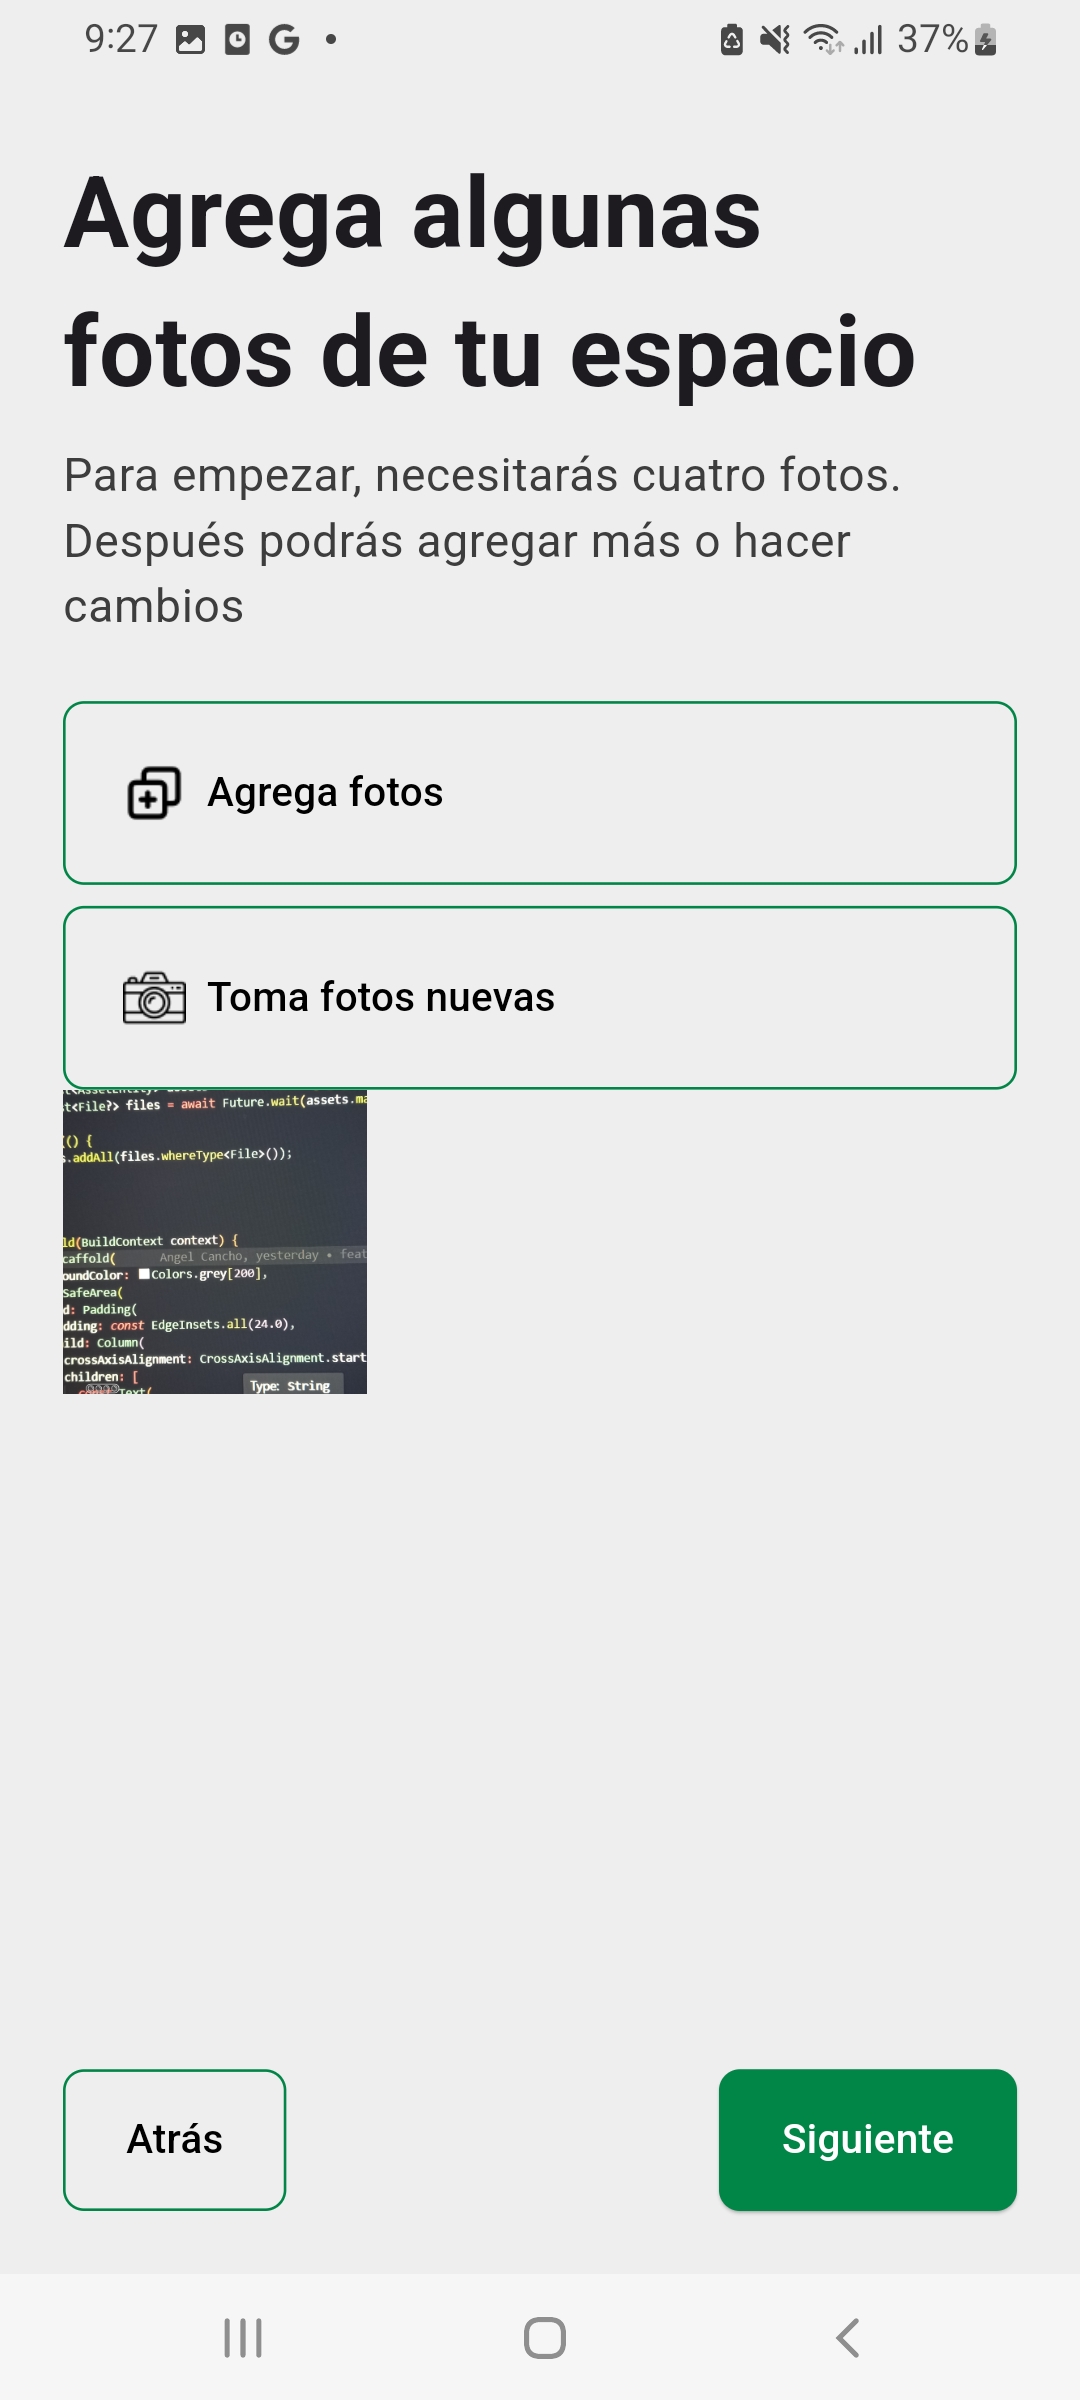 9:27
37%
Agrega algunas
fotos de tu espacio
Para empezar, necesitarás cuatro fotos.
Después podrás agregar más o hacer
cambios
Agrega fotos
Toma fotos nuevas
t<File?> files = await Future.wait(assets.ma
() {
s.addAll(files.whereType<File>());
ld(BuildContext context) {
caffold( Angel Cancho, yesterday • feat
oundColor: Colors.grey[200],
SafeArea(
d: Padding(
dding: const EdgeInsets.all(24.0),
ild: Column(
crossAxisAlignment: CrossAxisAlignment.start
children: [
Text(
Type: String
Atrás
Siguiente